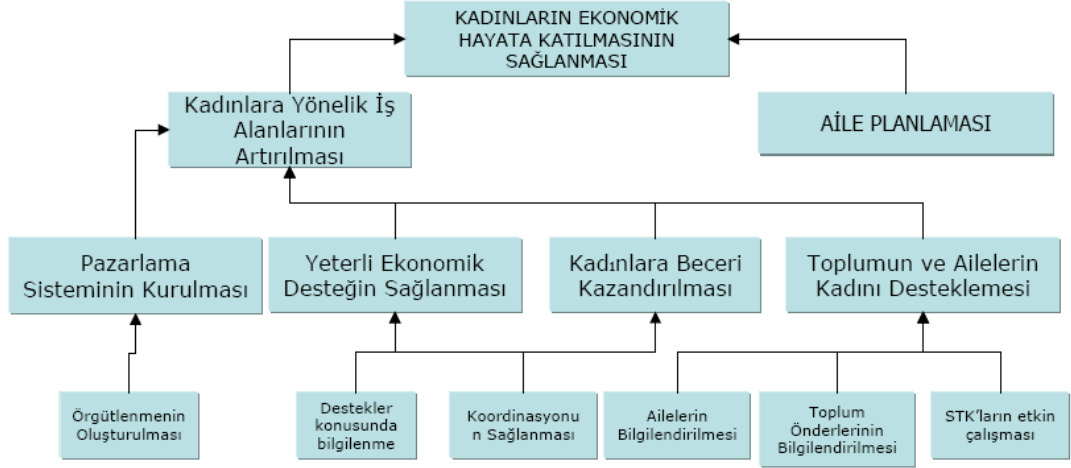 KADINLARIN EKONOMİK
HAYATA KATILMASININ
SAĞLANMASI
Kadınlara Yönelik İş
Alanlarının
Artırılması
AİLE PLANLAMASI
Pazarlama
Sisteminin Kurulması
Yeterli Ekonomik
Desteğin Sağlanması
Kadınlara Beceri
Kazandırılması
Toplumun ve Ailelerin
Kadını Desteklemesi
Örgütlenmenin
Oluşturulması
Destekler
konusunda
bilgilenme
Koordinasyonu
n Sağlanması
Ailelerin
Bilgilendirilmesi
Toplum
Önderlerinin
Bilgilendirilmesi
STK’ların etkin
çalışması